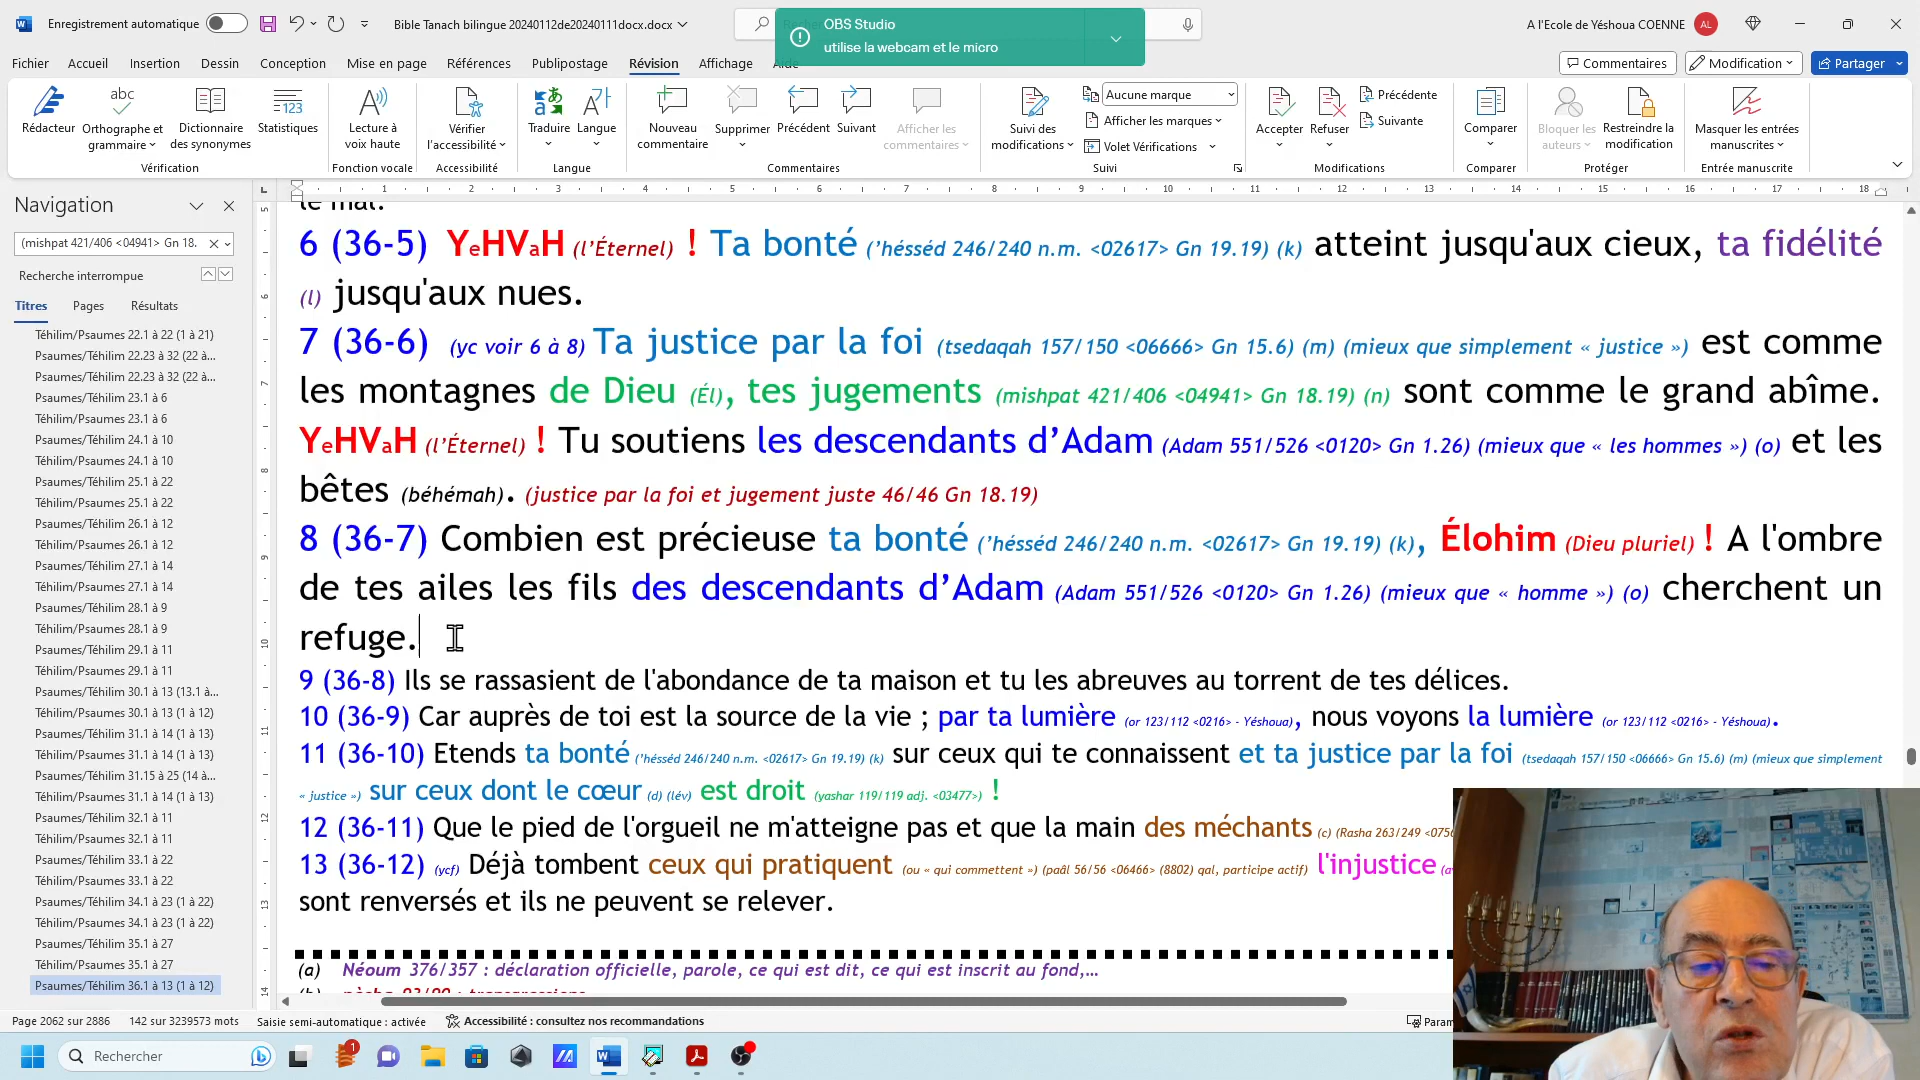 Enregistrement automatique
Bible Tanach bilingue 20240112de20240111docx.docx
OBS Studio
utilise la webcam et le micro
A l'Ecole de Yéshoua COENNE
AL
Fichier Accueil Insertion Dessin Conception Mise en page Références Publipostage Révision Affichage Aide
Commentaires Modification Partager
Rédacteur
Orthographe et grammaire
Dictionnaire des synonymes
Statistiques
Lecture à voix haute
Vérifier l'accessibilité
Traduire
Langue
Nouveau commentaire
Supprimer
Précédent
Suivant
Afficher les commentaires
Suivi des modifications
Aucune marque
Afficher les marques
Volet Vérifications
Accepter
Refuser
Précédente
Suivante
Comparer
Bloquer les auteurs
Restreindre la modification
Masquer les entrées manuscrites
Vérification Fonction vocale Accessibilité Langue Commentaires Suivi Modifications Comparer Protéger Entrée manuscrite
Navigation
(mishpat 421/406 <04941> Gn 18.
Recherche interrompue
Titres Pages Résultats
Téhilim/Psaumes 22.1 à 22 (1 à 21)
Psaumes/Téhilim 22.23 à 32 (22 à...
Psaumes/Téhilim 22.23 à 32 (22 à...
Psaumes/Téhilim 23.1 à 6
Téhilim/Psaumes 23.1 à 6
Téhilim/Psaumes 24.1 à 10
Psaumes/Téhilim 24.1 à 10
Psaumes/Téhilim 25.1 à 22
Téhilim/Psaumes 25.1 à 22
Psaumes/Téhilim 26.1 à 12
Téhilim/Psaumes 26.1 à 12
Psaumes/Téhilim 27.1 à 14
Téhilim/Psaumes 27.1 à 14
Psaumes/Téhilim 28.1 à 9
Téhilim/Psaumes 28.1 à 9
Psaumes/Téhilim 29.1 à 11
Téhilim/Psaumes 29.1 à 11
Psaumes/Téhilim 30.1 à 13 (13.1 à...
Téhilim/Psaumes 30.1 à 13 (1 à 12)
Psaumes/Téhilim 31.1 à 14 (1 à 13)
Téhilim/Psaumes 31.1 à 14 (1 à 13)
Psaumes/Téhilim 31.15 à 25 (14 à...
Téhilim/Psaumes 31.1 à 14 (1 à 13)
Psaumes/Téhilim 32.1 à 11
Téhilim/Psaumes 32.1 à 11
Psaumes/Téhilim 33.1 à 22
Téhilim/Psaumes 33.1 à 22
Psaumes/Téhilim 34.1 à 23 (1 à 22)
Téhilim/Psaumes 34.1 à 23 (1 à 22)
Psaumes/Téhilim 35.1 à 27
Téhilim/Psaumes 35.1 à 27
Psaumes/Téhilim 36.1 à 13 (1 à 12)
le mal.
6 (36-5) YeHVaH (l'Éternel) ! Ta bonté ('hésséd 246/240 n.m. <02617> Gn 19.19) (k) atteint jusqu'aux cieux, ta fidélité
(l) jusqu'aux nues.
7 (36-6) (yc voir 6 à 8) Ta justice par la foi (tsedaqah 157/150 <06666> Gn 15.6) (m) (mieux que simplement « justice ») est comme
les montagnes de Dieu (Él), tes jugements (mishpat 421/406 <04941> Gn 18.19) (n) sont comme le grand abîme.
YeHVaH (l'Éternel) ! Tu soutiens les descendants d'Adam (Adam 551/526 <0120> Gn 1.26) (mieux que « les hommes ») (o) et les
bêtes (béhémah). (justice par la foi et jugement juste 46/46 Gn 18.19)
8 (36-7) Combien est précieuse ta bonté ('hésséd 246/240 n.m. <02617> Gn 19.19) (k), Élohim (Dieu pluriel) ! A l'ombre
de tes ailes les fils des descendants d'Adam (Adam 551/526 <0120> Gn 1.26) (mieux que « homme ») (o) cherchent un
refuge.
9 (36-8) Ils se rassasient de l'abondance de ta maison et tu les abreuves au torrent de tes délices.
10 (36-9) Car auprès de toi est la source de la vie ; par ta lumière (or 123/112 <0216> - Yéshoua), nous voyons la lumière (or 123/112 <0216> - Yéshoua).
11 (36-10) Etends ta bonté ('hésséd 246/240 n.m. <02617> Gn 19.19) (k) sur ceux qui te connaissent et ta justice par la foi (tsedaqah 157/150 <06666> Gn 15.6) (m) (mieux que simplement
« justice ») sur ceux dont le cœur (d) (lév) est droit (yashar 119/119 adj. <03477>) !
12 (36-11) Que le pied de l'orgueil ne m'atteigne pas et que la main des méchants (c) (Rasha 263/249
13 (36-12) (ycf) Déjà tombent ceux qui pratiquent (ou « qui commettent ») (paâl 56/56 <06466> (8802) qal, participe actif) l'injustice
sont renversés et ils ne peuvent se relever.
(a) Néoum 376/357 : déclaration officielle, parole, ce qui est dit, ce qui est inscrit au fond,...
Page 2062 sur 2886 142 sur 3239573 mots Saisie semi-automatique : activée Accessibilité : consultez nos recommandations
Rechercher
1